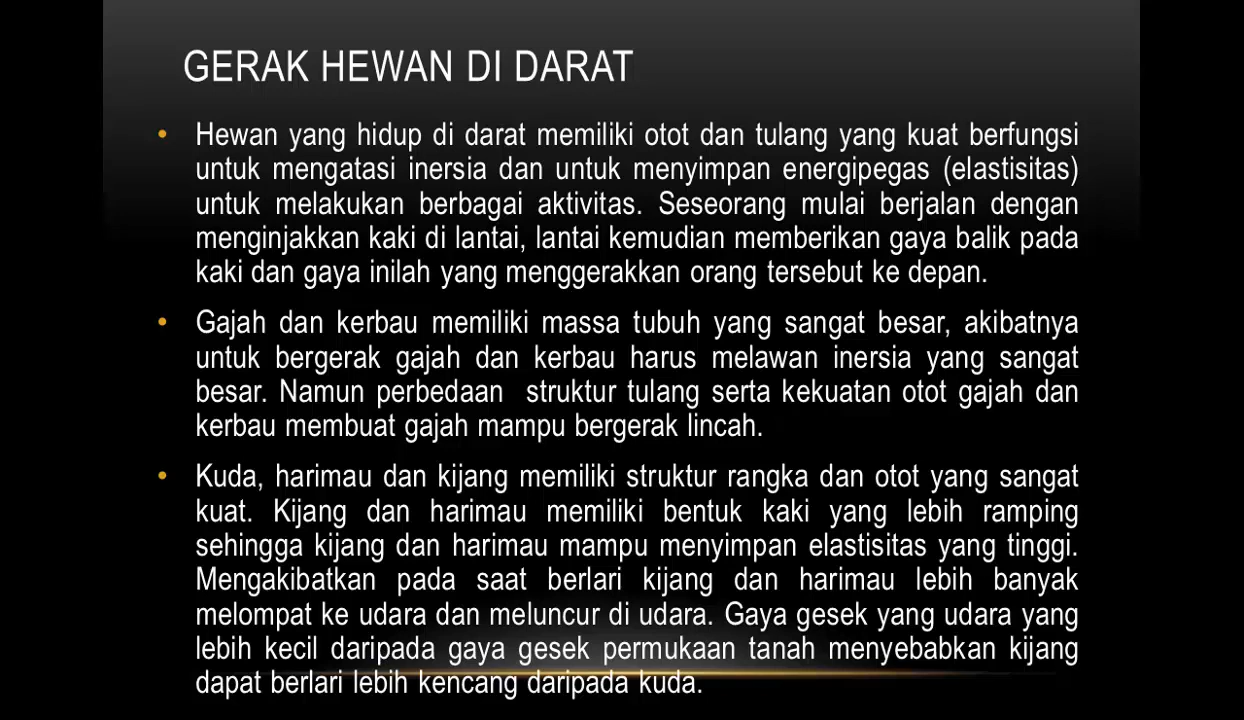 GERAK HEWAN DI DARAT
• Hewan yang hidup di darat memiliki otot dan tulang yang kuat berfungsi
untuk mengatasi inersia dan untuk menyimpan energipegas (elastisitas)
untuk melakukan berbagai aktivitas. Seseorang mulai berjalan dengan
menginjakkan kaki di lantai, lantai kemudian memberikan gaya balik pada
kaki dan gaya inilah yang menggerakkan orang tersebut ke depan.
• Gajah dan kerbau memiliki massa tubuh yang sangat besar, akibatnya
untuk bergerak gajah dan kerbau harus melawan inersia yang sangat
besar. Namun perbedaan  struktur tulang serta kekuatan otot gajah dan
kerbau membuat gajah mampu bergerak lincah.
• Kuda, harimau dan kijang memiliki struktur rangka dan otot yang sangat
kuat. Kijang dan harimau memiliki bentuk kaki yang lebih ramping
sehingga kijang dan harimau mampu menyimpan elastisitas yang tinggi.
Mengakibatkan pada saat berlari kijang dan harimau lebih banyak
melompat ke udara dan meluncur di udara. Gaya gesek yang udara yang
lebih kecil daripada gaya gesek permukaan tanah menyebabkan kijang
dapat berlari lebih kencang daripada kuda.